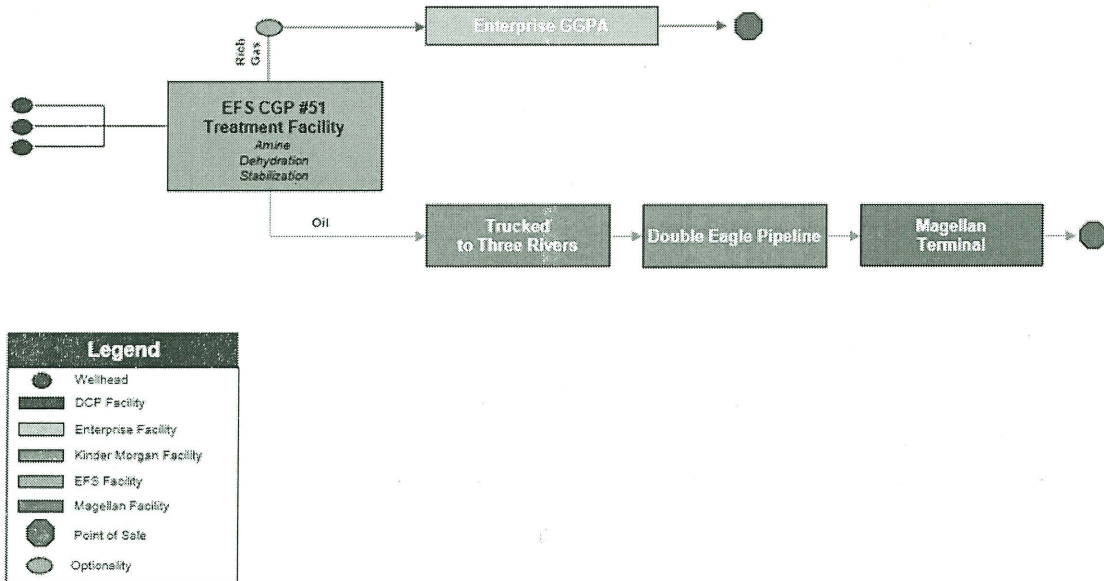 Rich
Gas
Enterprise GGPA
EFS CGP #51
Treatment Facility
Amine
Dehydration
Stabilization
Oil
Trucked
to Three Rivers
Double Eagle Pipeline
Magellan
Terminal
Legend
Wellhead
DCP Facility
Enterprise Facility
Kinder Morgan Facility
EFS Facility
Magellan Facility
Point of Sale
Optionality